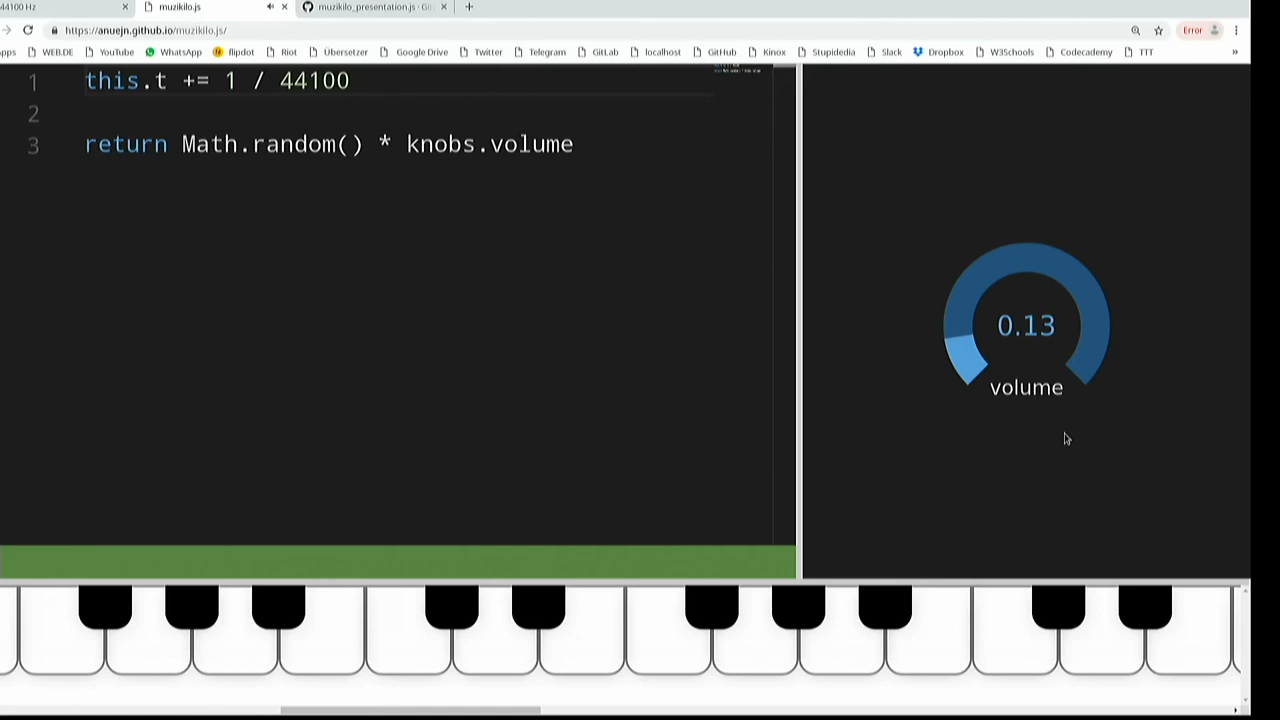 44100 Hz
muzikilo.js
muzikilo_presentation.js · Git
https://anuejn.github.io/muzikilo.js/
Error
pps WEB.DE YouTube WhatsApp flipdot Riot Übersetzer Google Drive Twitter Telegram GitLab localhost GitHub Kinox Stupidedia Slack Dropbox W3Schools Codecademy TTT »
1 this.t += 1 / 44100
2
3 return Math.random() * knobs.volume
0.13
volume